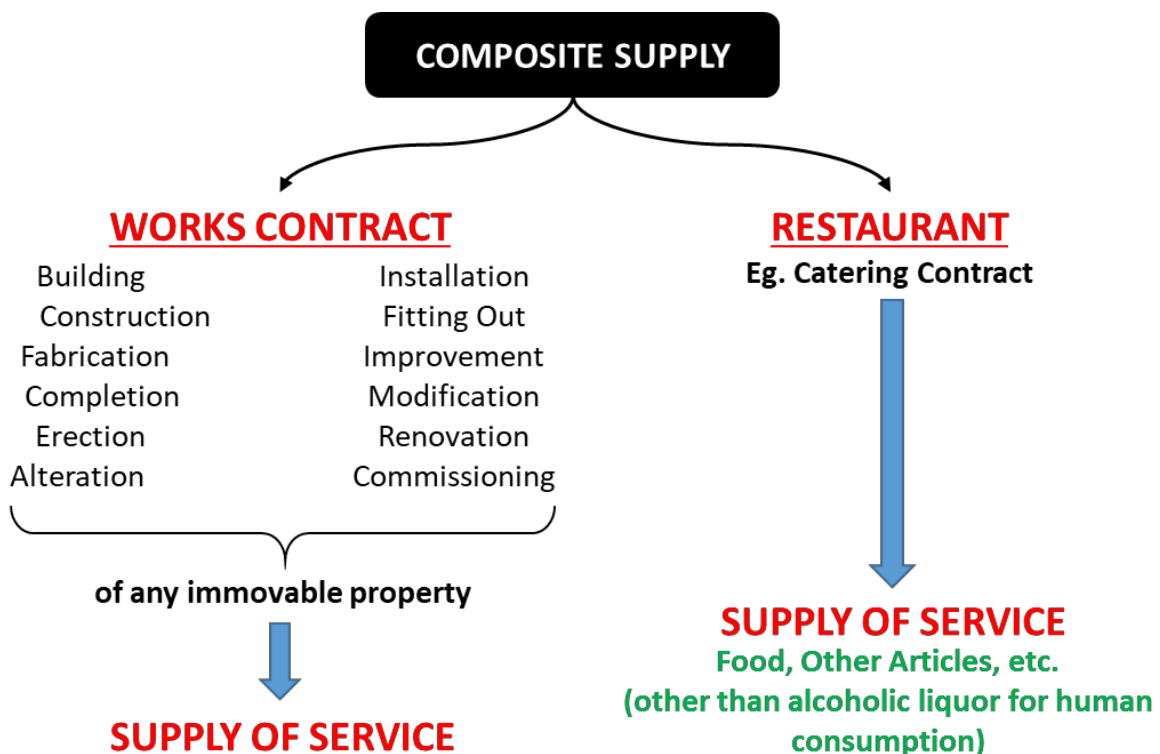 COMPOSITE SUPPLY
WORKS CONTRACT
Building
Construction
Fabrication
Completion
Erection
Alteration
Installation
Fitting Out
Improvement
Modification
Renovation
Commissioning
of any immovable property
SUPPLY OF SERVICE
RESTAURANT
Eg. Catering Contract
SUPPLY OF SERVICE
Food, Other Articles, etc.
(other than alcoholic liquor for human
consumption)